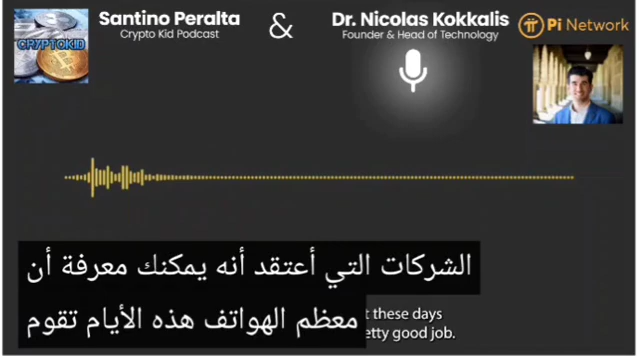 Santino Peralta
Crypto Kid Podcast
&
Dr. Nicolas Kokkalis
Founder & Head of Technology
Pi Network
CRYPTOKID
الشركات التي أعتقد أنه يمكنك معرفة أن
معظم الهواتف هذه الأيام تقوم
these days
good job.